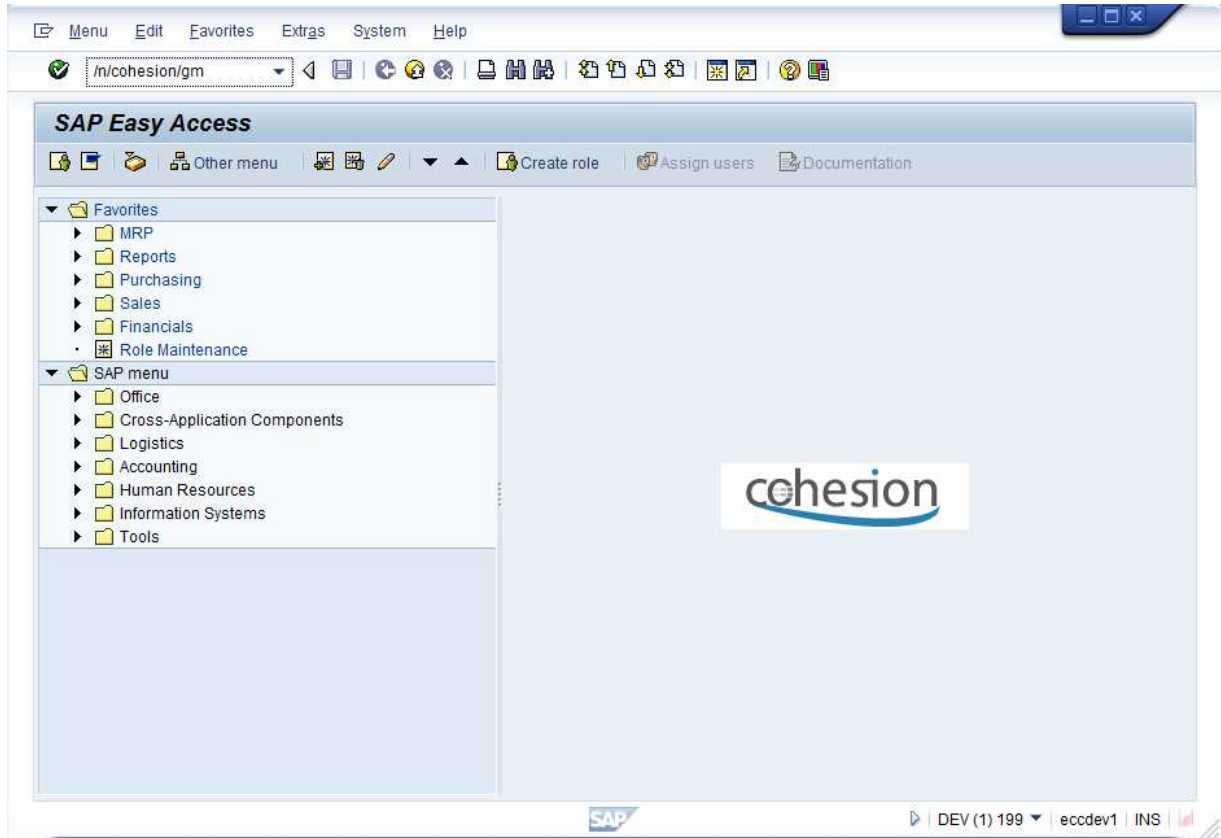 Menu Edit Favorites Extras System Help
/n/cohesion/gm
SAP Easy Access
Other menu Create role Assign users Documentation
Favorites
MRP
Reports
Purchasing
Sales
Financials
Role Maintenance
SAP menu
Office
Cross-Application Components
Logistics
Accounting
Human Resources
Information Systems
Tools
cohesion
SAP DEV (1) 199 eccdev1 INS